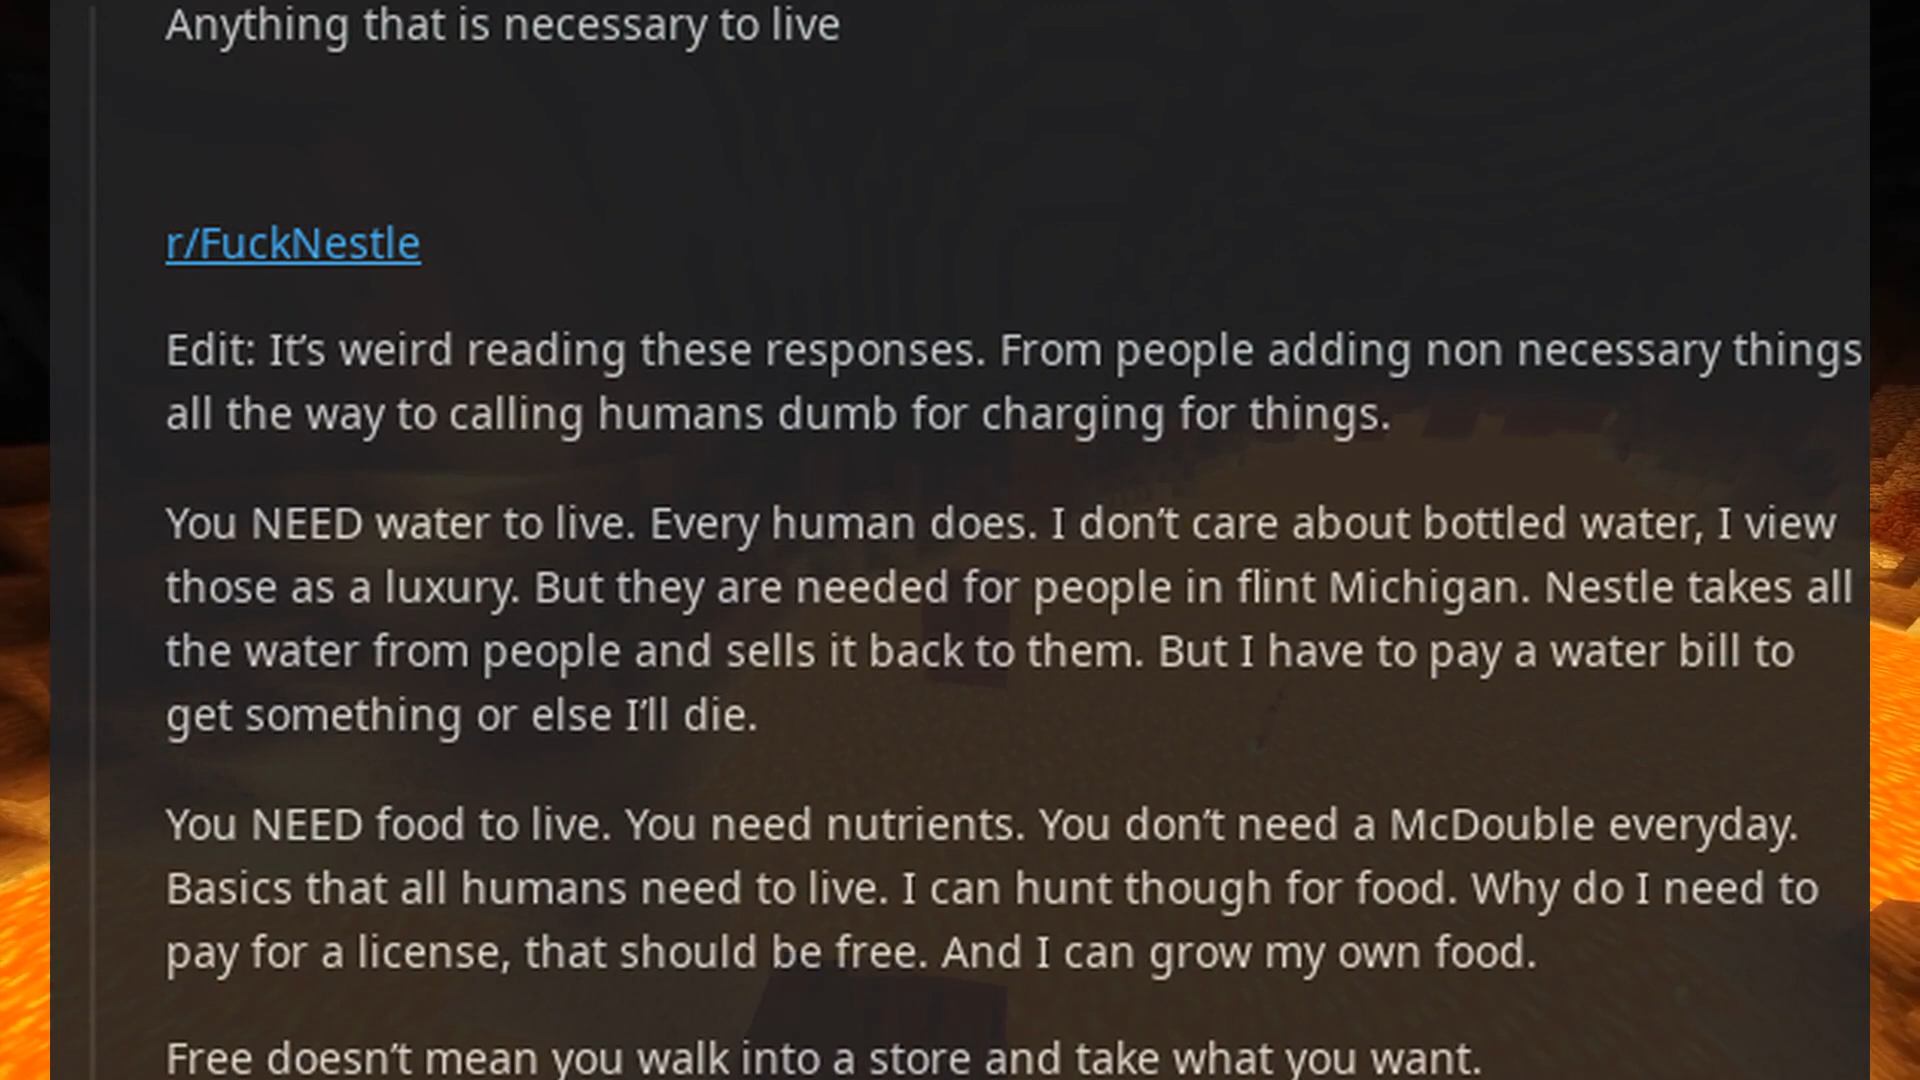 Anything that is necessary to live
r/FuckNestle
Edit: It’s weird reading these responses. From people adding non necessary things
all the way to calling humans dumb for charging for things.
You NEED water to live. Every human does. I don’t care about bottled water, I view
those as a luxury. But they are needed for people in flint Michigan. Nestle takes all
the water from people and sells it back to them. But I have to pay a water bill to
get something or else I’ll die.
You NEED food to live. You need nutrients. You don’t need a McDouble everyday.
Basics that all humans need to live. I can hunt though for food. Why do I need to
pay for a license, that should be free. And I can grow my own food.
Free doesn’t mean you walk into a store and take what you want.